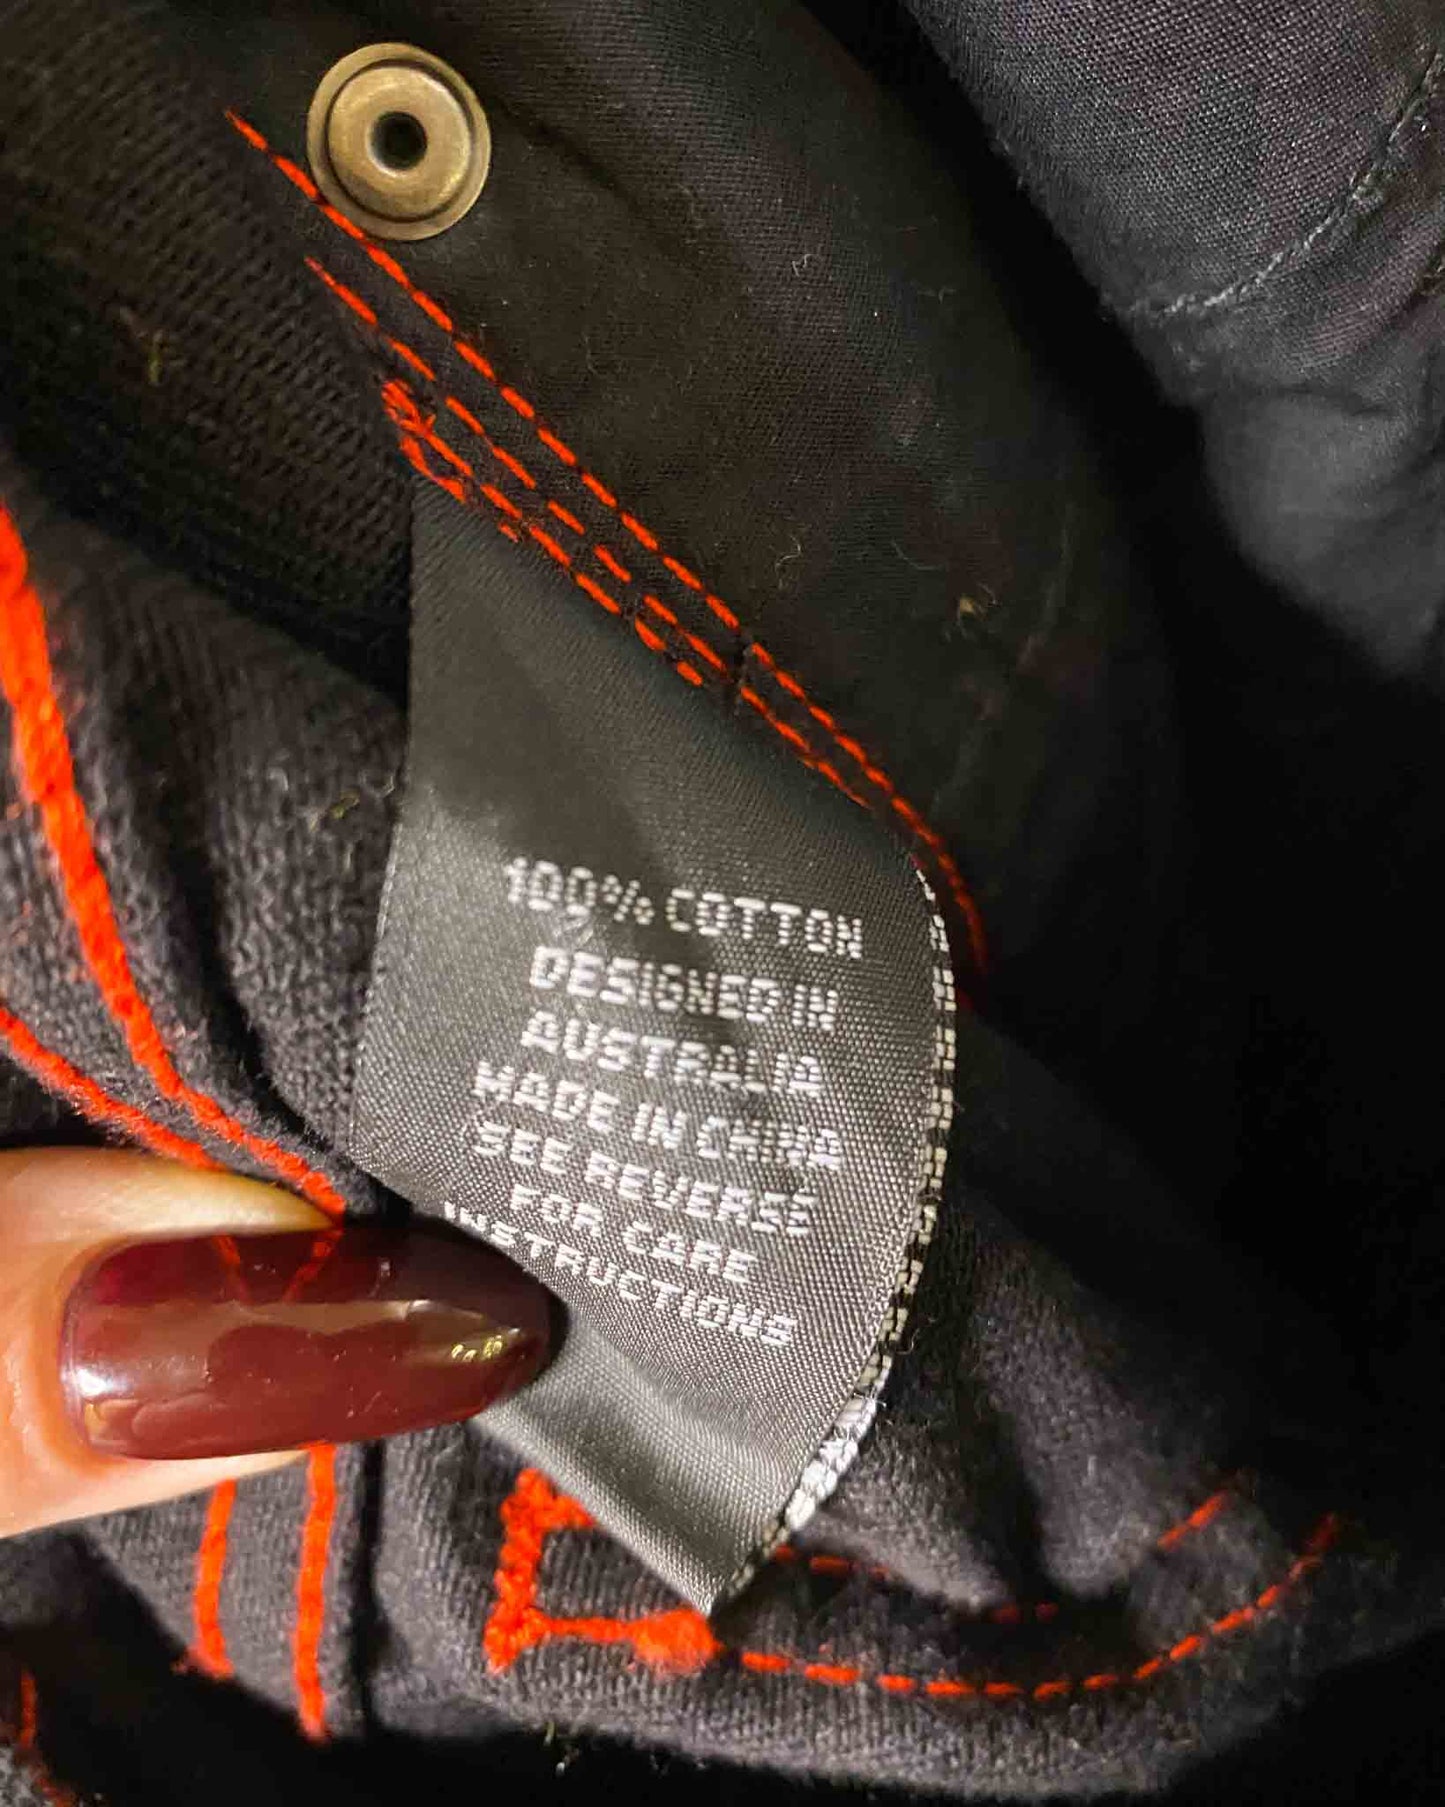 100% COTTON
DESIGNED IN
AUSTRALIA
MADE IN CHINA
SEE REVERSE
FOR CARE
INSTRUCTIONS